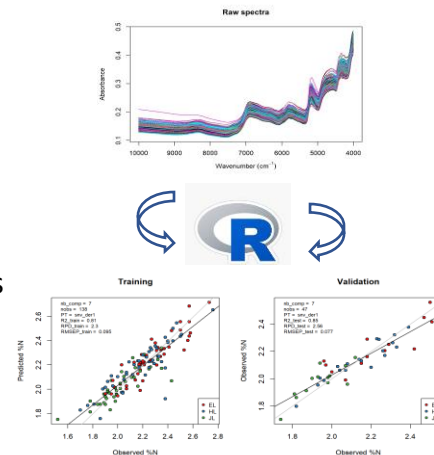 Raw spectra
Absorbance
0.1 0.2 0.3 0.4 0.5
10000 9000 8000 7000 6000 5000 4000
Wavenumber (cm⁻¹)
R
s
Training
nb_comp = 7
nobs = 138
PT = snv_der1
R2_train = 0.81
RPD_train = 2.3
RMSEP_train = 0.095
Predicted %N
1.8 2.0 2.2 2.4 2.6
1.6 1.8 2.0 2.2 2.4 2.6 2.8
Observed %N
EL
HL
JL
Validation
nb_comp = 7
nobs = 47
PT = snv_der1
R2_test = 0.85
RPD_test = 2.56
RMSEP_test = 0.077
Observed %N
1.8 2.0 2.2 2.4
1.8 2.0 2.2 2.4
Observed %N